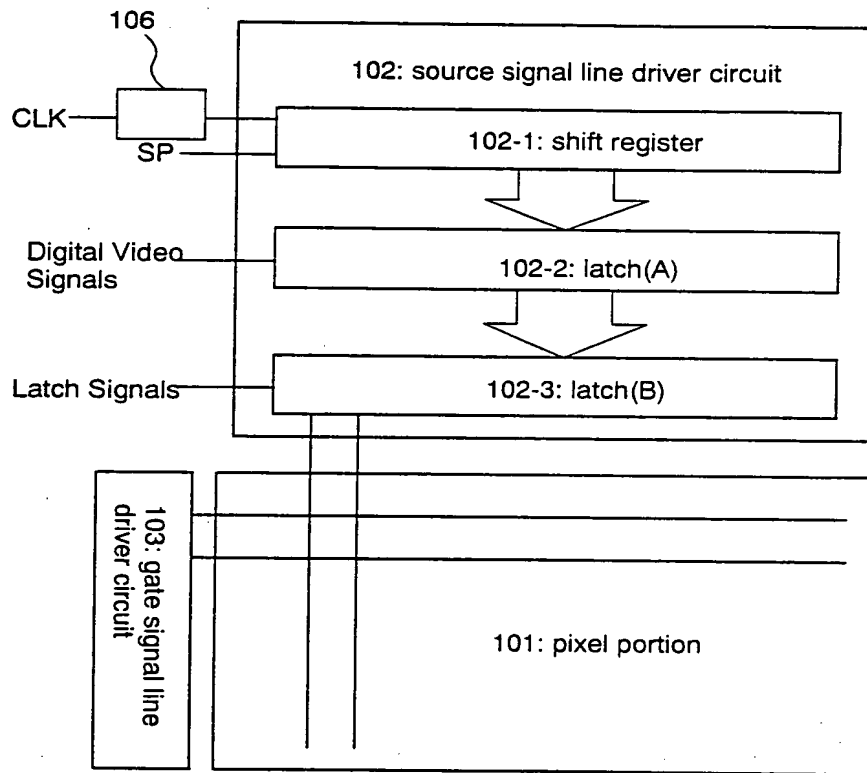 106
102: source signal line driver circuit
CLK
102-1: shift register
SP
Digital Video
Signals
102-2: latch(A)
Latch Signals
102-3: latch(B)
103: gate signal line
driver circuit
101: pixel portion